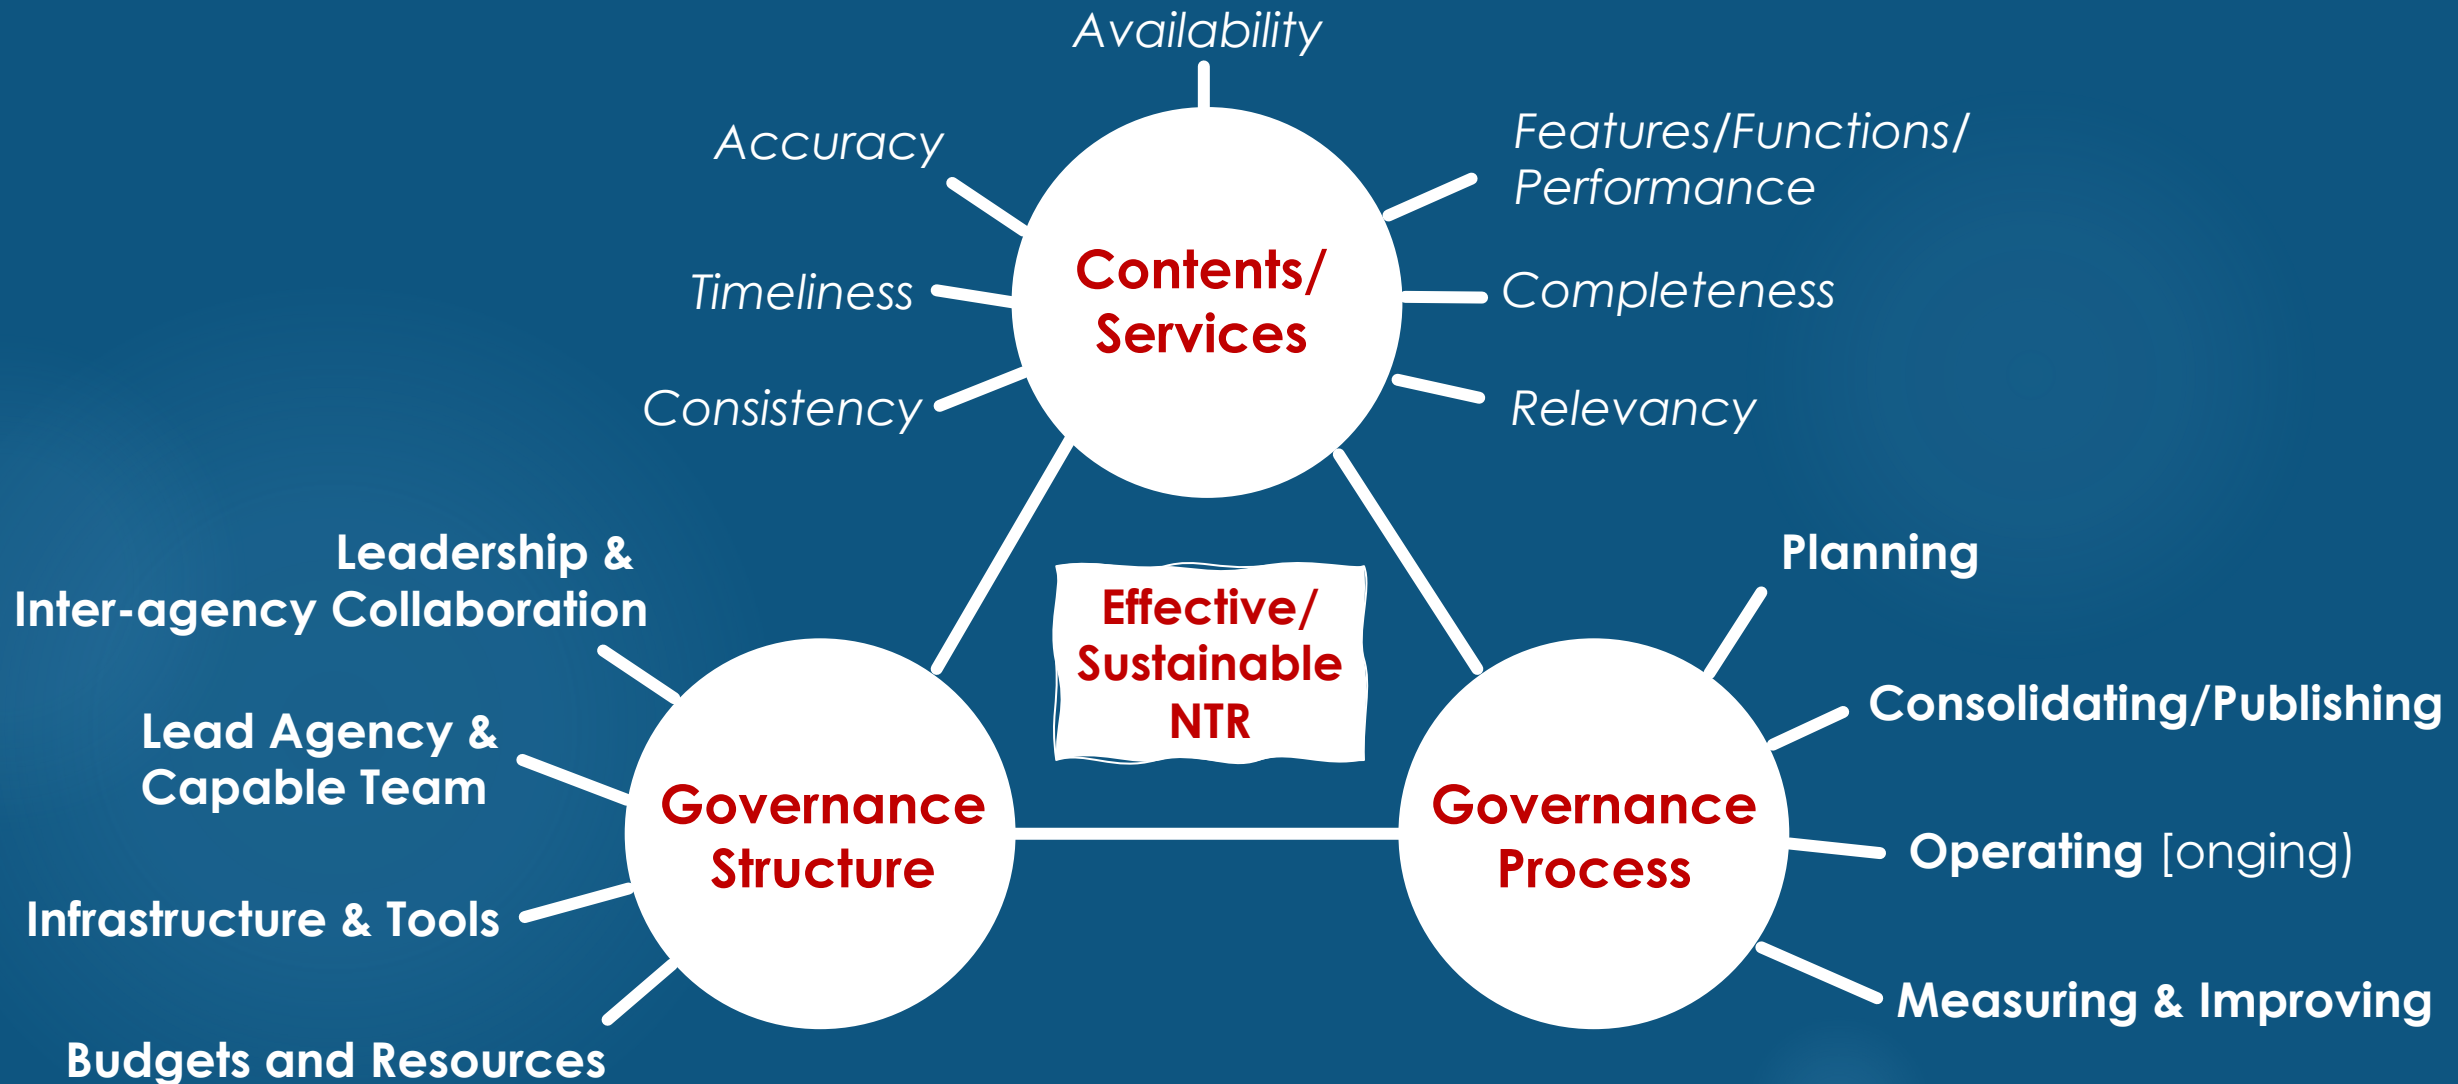 Availability
Accuracy
Features/Functions/
Performance
Contents/
Services
Timeliness
Completeness
Consistency
Relevancy
Leadership &
Inter-agency Collaboration
Effective/
Sustainable
NTR
Planning
Lead Agency &
Capable Team
Consolidating/Publishing
Governance
Structure
Governance
Process
Operating [onging)
Infrastructure & Tools
Measuring & Improving
Budgets and Resources